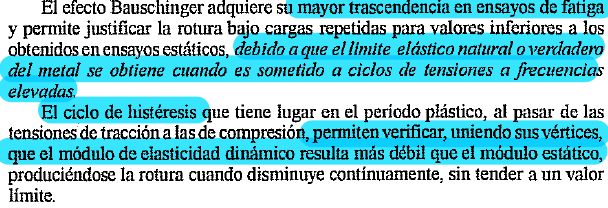 El efecto Bauschinger adquiere su mayor trascendencia en ensayos de fatiga
y permite justificar la rotura bajo cargas repetidas para valores inferiores a los
obtenidos en ensayos estáticos, debido a que el límite elástico natural o verdadero
del metal se obtiene cuando es sometido a ciclos de tensiones a frecuencias
elevadas.
El ciclo de histéresis que tiene lugar en el período plástico, al pasar de las
tensiones de tracción a las de compresión, permiten verificar, uniendo sus vértices,
que el módulo de elasticidad dinámico resulta más débil que el módulo estático,
produciéndose la rotura cuando disminuye contínuamente, sin tender a un valor
límite.